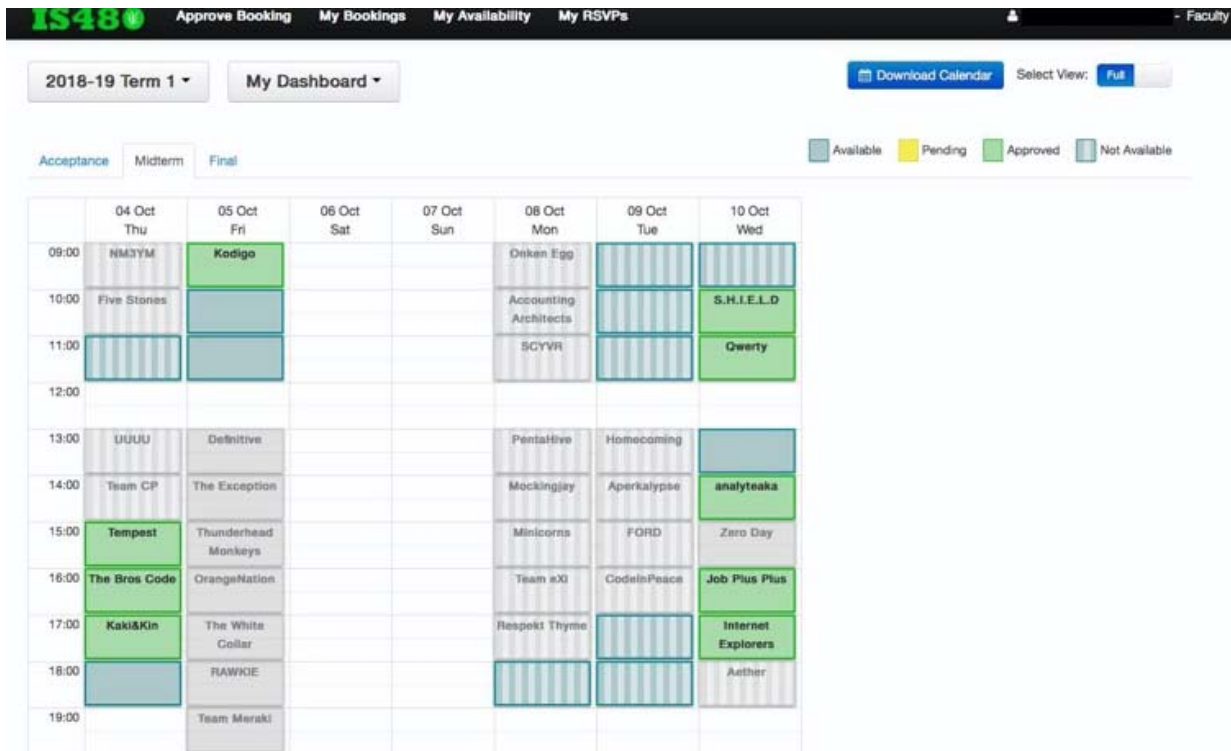 IS480 Approve Booking My Bookings My Availability My RSVPs - Faculty
2018-19 Term 1 My Dashboard Download Calendar Select View: Full
Acceptance Midterm Final Available Pending Approved Not Available
04 Oct 05 Oct 06 Oct 07 Oct 08 Oct 09 Oct 10 Oct
Thu Fri Sat Sun Mon Tue Wed
09:00 NM3YM Kodigo Onken Egg
10:00 Five Stones Accounting S.H.I.E.L.D
Architects
11:00 SCYVR Qwerty
12:00
13:00 UUUU Definitive PentaHive Homecoming
14:00 Team CP The Exception Mockingjay Aperkalypse analyteaka
15:00 Tempest Thunderhead Minicorns FORD Zero Day
Monkeys
16:00 The Bros Code OrangeNation Team eXi CodeInPeace Job Plus Plus
17:00 Kaki&Kin The White Respekt Thyme Internet
Collar Explorers
18:00 RAWKIE Aether
19:00 Team Meraki